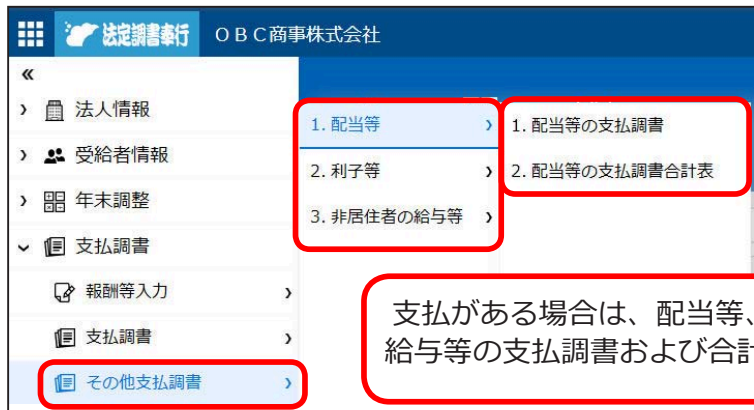 法定調書奉行 ＯＢＣ商事株式会社
«
法人情報
受給者情報
年末調整
支払調書
報酬等入力
支払調書
その他支払調書
1. 配当等
2. 利子等
3. 非居住者の給与等
1. 配当等の支払調書
2. 配当等の支払調書合計表
支払がある場合は、配当等、
給与等の支払調書および合計